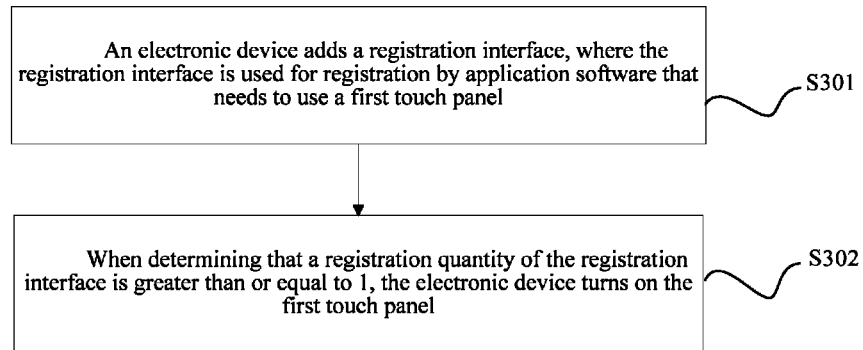 An electronic device adds a registration interface, where the
registration interface is used for registration by application software that
needs to use a first touch panel
S301
When determining that a registration quantity of the registration
interface is greater than or equal to 1, the electronic device turns on the
first touch panel
S302